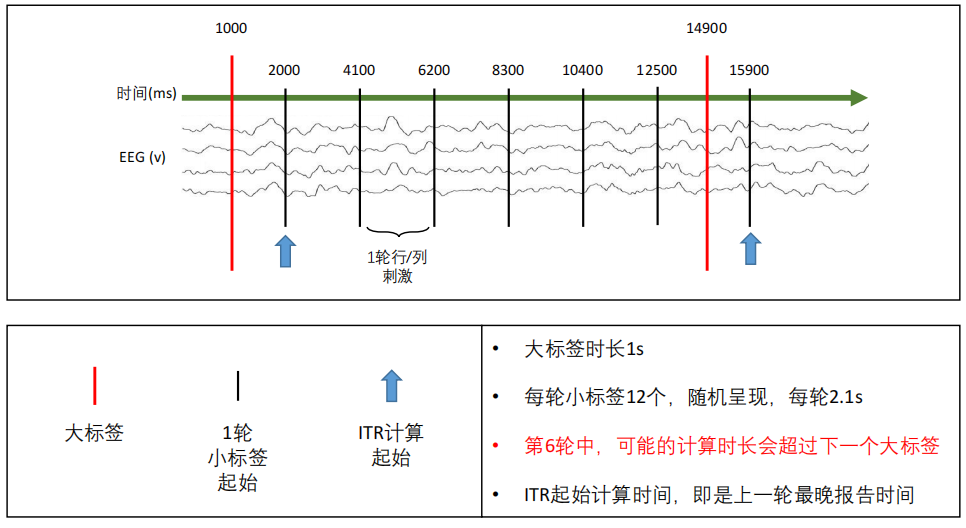 1000
14900
2000
4100
6200
8300
10400
12500
15900
时间(ms)
EEG (v)
1轮行/列
刺激
大标签
1轮
小标签
起始
ITR计算
起始
• 大标签时长1s
• 每轮小标签12个，随机呈现，每轮2.1s
• 第6轮中，可能的计算时长会超过下一个大标签
• ITR起始计算时间，即是上一轮最晚报告时间